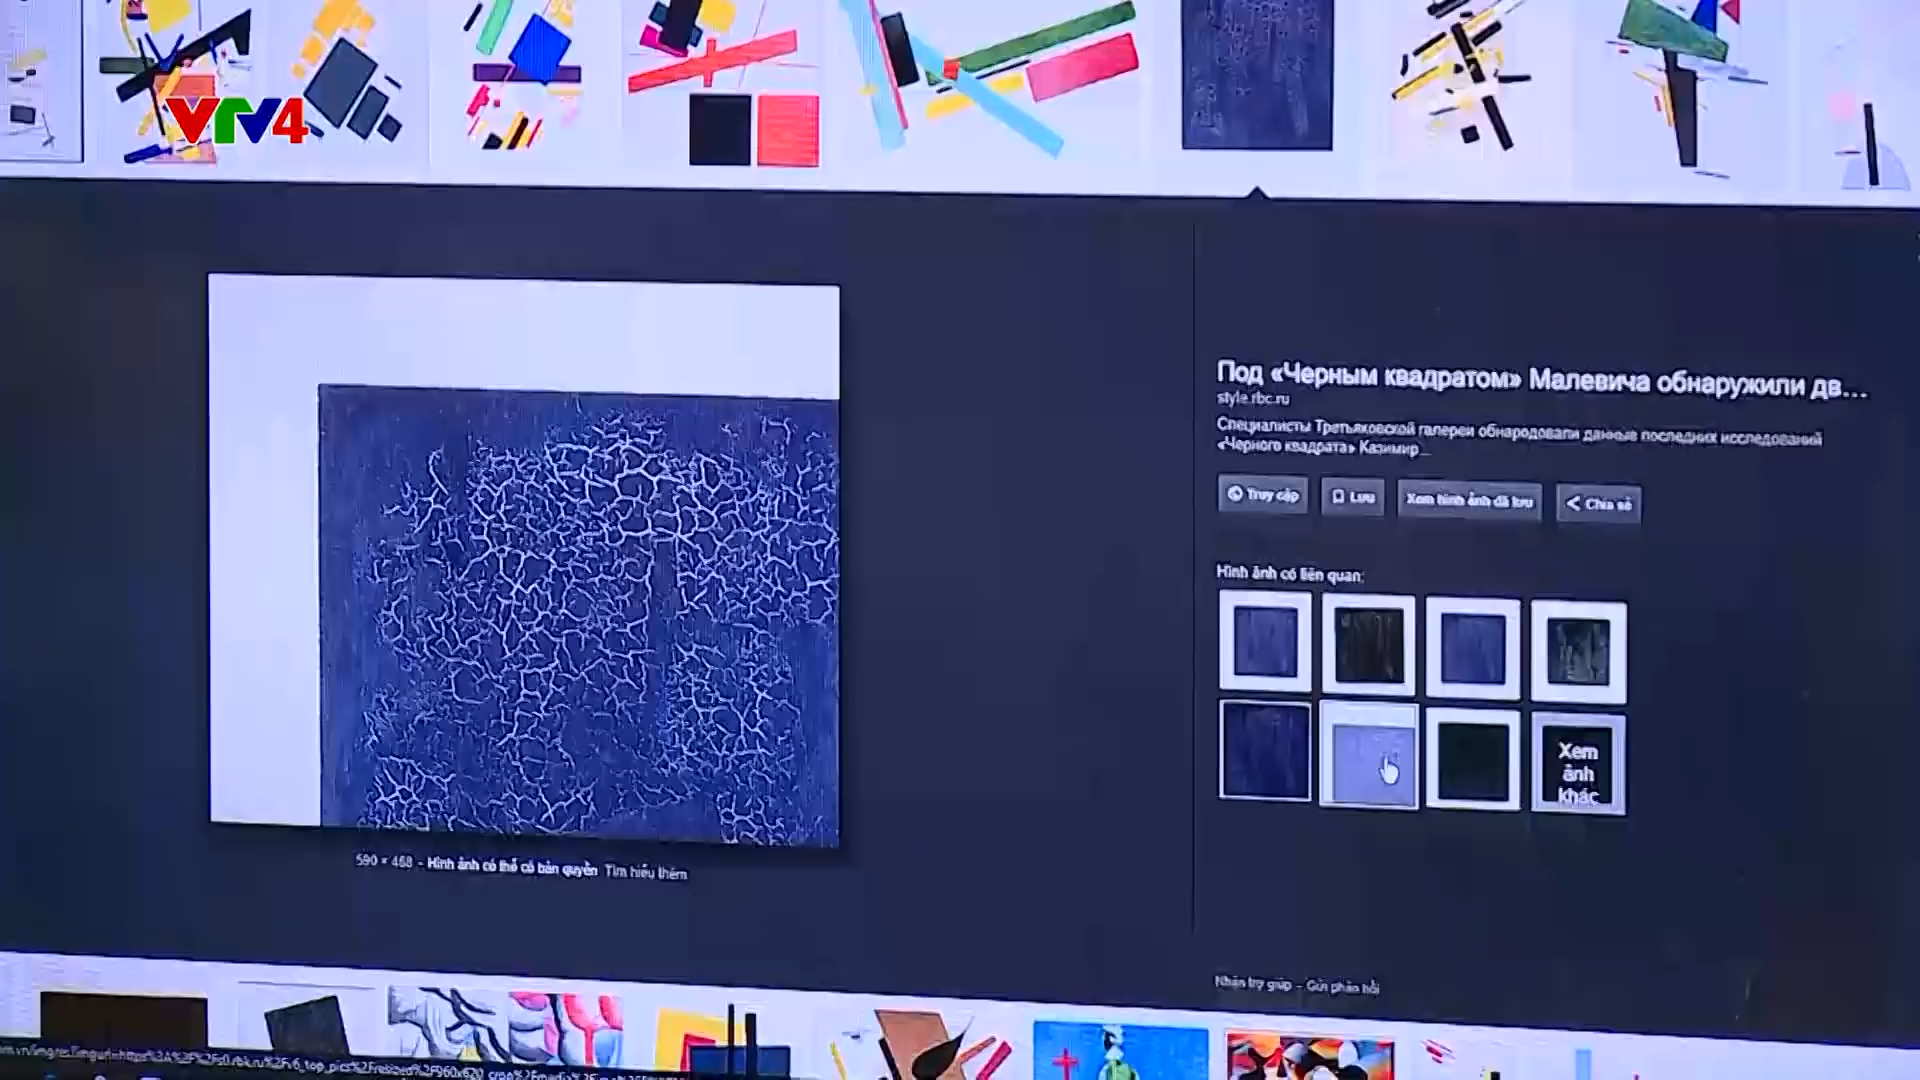 VTV4
Под «Черным квадратом» Малевича обнаружили дв...
style.rbc.ru
Специалисты Третьяковской галереи обнародовали данные последних исследований
«Черного квадрата» Казимир...
Truy cập
Lưu
Xem hình ảnh đã lưu
Chia sẻ
Hình ảnh có liên quan:
Xem
ảnh
khác
590 × 468 - Hình ảnh có thể có bản quyền Tìm hiểu thêm
Nhận trợ giúp - Gửi phản hồi